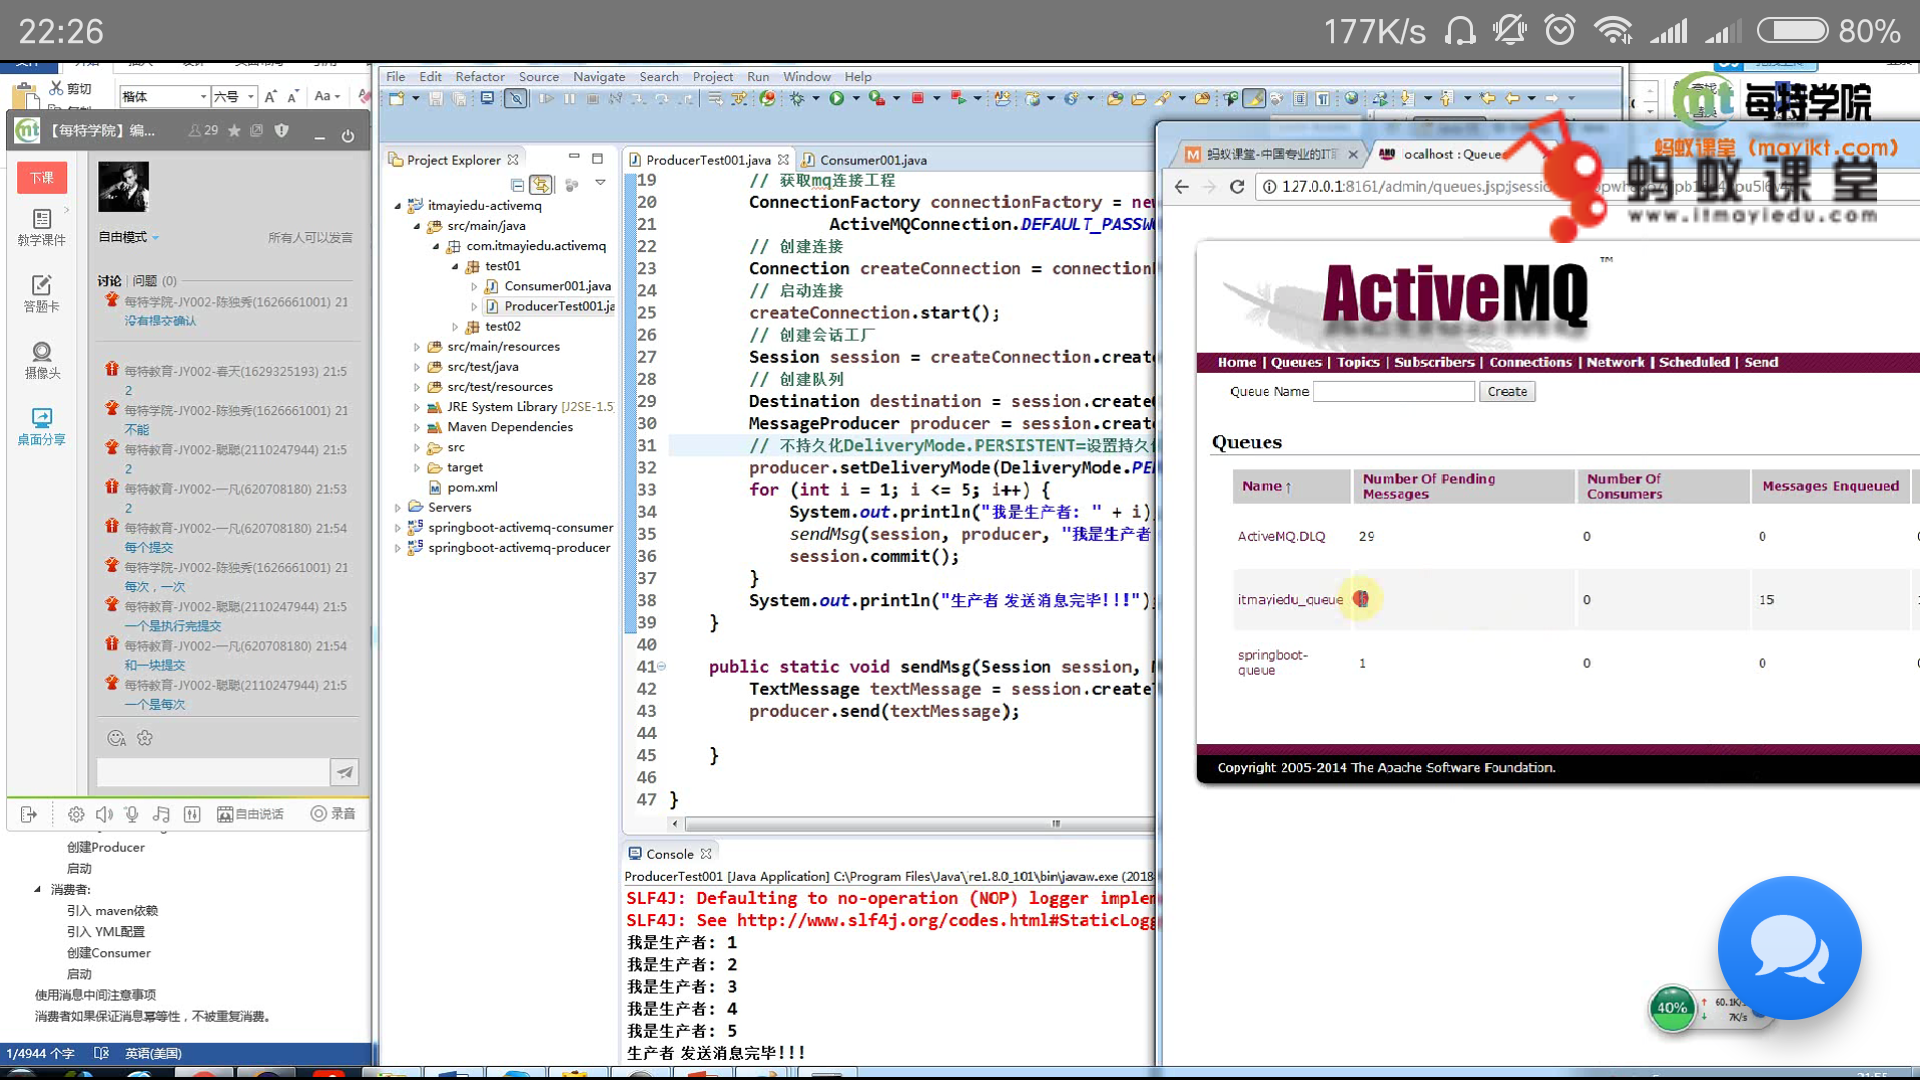 22:26
177K/s
80%
剪切
楷体
六号
Aa
【每特学院】编...
29
下课
教学课件
答题卡
摄像头
桌面分享
自由模式
所有人可以发言
讨论 | 问题 (0)
每特学院-JY002-陈独秀(1626661001) 21
没有提交确认
每特教育-JY002-春天(1629325193) 21:5
2
每特学院-JY002-陈独秀(1626661001) 21
不能
每特教育-JY002-聪聪(2110247944) 21:5
2
每特教育-JY002-一凡(620708180) 21:53
2
每特教育-JY002-一凡(620708180) 21:54
每个提交
每特学院-JY002-陈独秀(1626661001) 21
每次，一次
每特教育-JY002-聪聪(2110247944) 21:5
一个是执行完提交
每特教育-JY002-一凡(620708180) 21:54
和一块提交
每特教育-JY002-聪聪(2110247944) 21:5
一个是每次
自由说话
录音
创建Producer
启动
消费者:
引入 maven依赖
引入 YML配置
创建Consumer
启动
使用消息中间注意事项
消费者如果保证消息幂等性，不被重复消费。
1/4944 个字
英语(美国)
File Edit Refactor Source Navigate Search Project Run Window Help
Project Explorer
itmayiedu-activemq
src/main/java
com.itmayiedu.activemq
test01
Consumer001.java
ProducerTest001.ja
test02
src/main/resources
src/test/java
src/test/resources
JRE System Library [J2SE-1.5]
Maven Dependencies
src
target
pom.xml
Servers
springboot-activemq-consumer
springboot-activemq-producer
ProducerTest001.java
Consumer001.java
19 // 获取mq连接工程
20 ConnectionFactory connectionFactory = new
21 ActiveMQConnection.DEFAULT_PASSW
22 // 创建连接
23 Connection createConnection = connection
24 // 启动连接
25 createConnection.start();
26 // 创建会话工厂
27 Session session = createConnection.creat
28 // 创建队列
29 Destination destination = session.create
30 MessageProducer producer = session.creat
31 // 不持久化DeliveryMode.PERSISTENT=设置持久化
32 producer.setDeliveryMode(DeliveryMode.PE
33 for (int i = 1; i <= 5; i++) {
34 System.out.println("我是生产者: " + i)
35 sendMsg(session, producer, "我是生产者
36 session.commit();
37 }
38 System.out.println("生产者 发送消息完毕!!!");
39 }
40
41 public static void sendMsg(Session session, M
42 TextMessage textMessage = session.create
43 producer.send(textMessage);
44
45 }
46
47 }
Console
ProducerTest001 [Java Application] C:\Program Files\Java\jre1.8.0_101\bin\javaw.exe (2018
SLF4J: Defaulting to no-operation (NOP) logger implem
SLF4J: See http://www.slf4j.org/codes.html#StaticLogg
我是生产者: 1
我是生产者: 2
我是生产者: 3
我是生产者: 4
我是生产者: 5
生产者 发送消息完毕!!!
蚂蚁课堂-中国专业的IT
localhost : Queues
127.0.0.1:8161/admin/queues.jsp;jsess
每特学院
蚂蚁课堂（mayikt.com）
蚂蚁课堂
www.itmayiedu.com
ActiveMQ™
Home | Queues | Topics | Subscribers | Connections | Network | Scheduled | Send
Queue Name
Create
Queues
Name ↑ Number Of Pending Messages Number Of Consumers Messages Enqueued
ActiveMQ.DLQ 29 0 0
itmayiedu_queue 0 15
springboot-queue 1 0 0
Copyright 2005-2014 The Apache Software Foundation.
40%
60.1K/s
7K/s